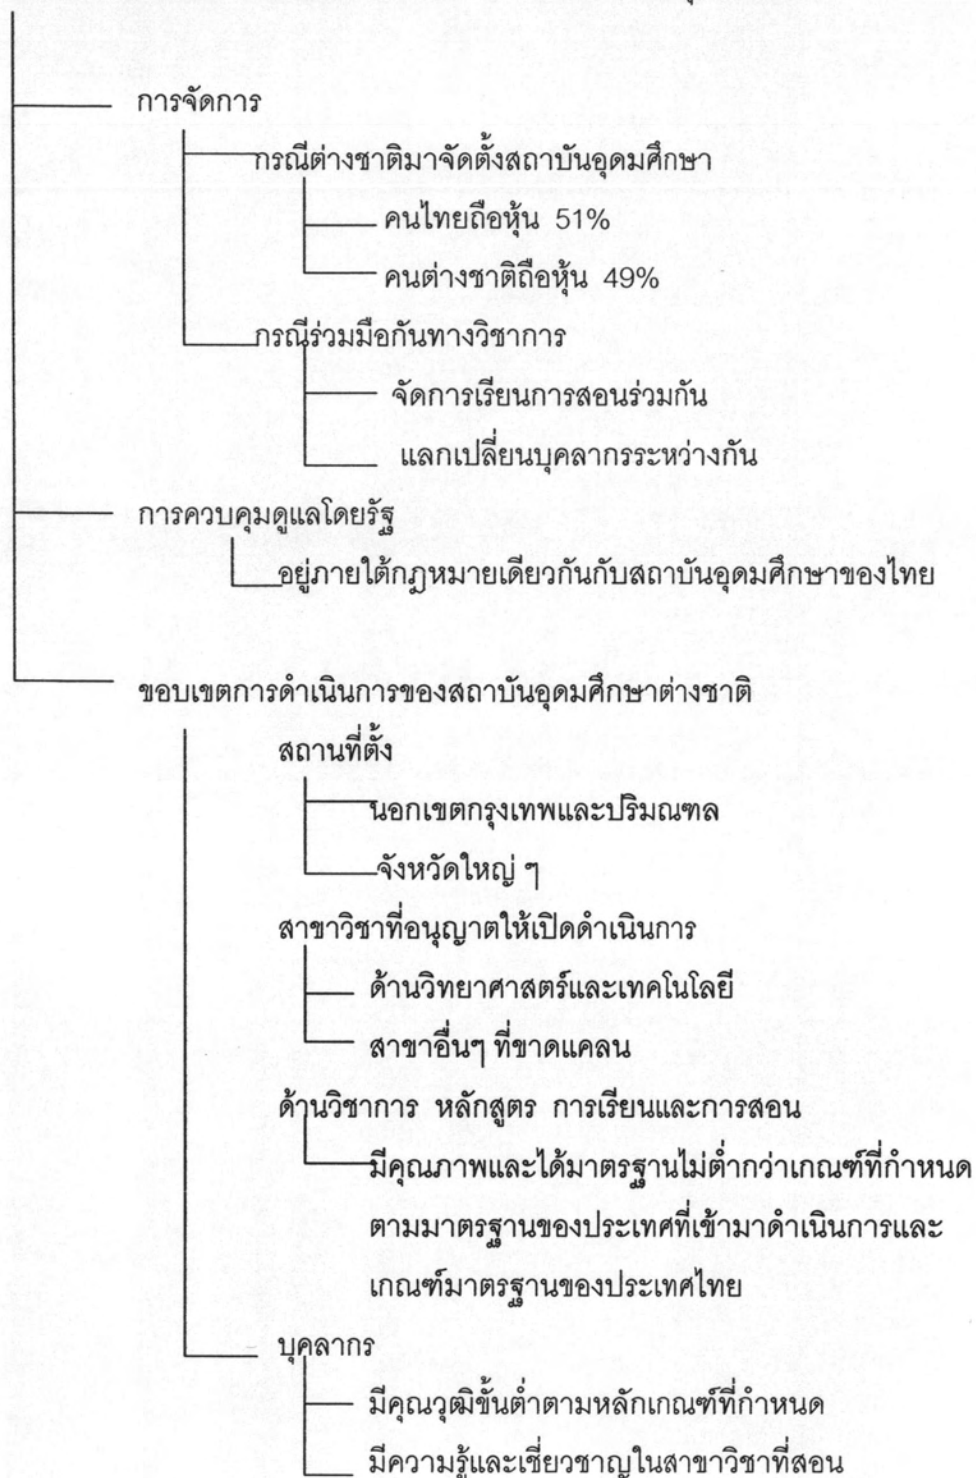 การจัดการ
กรณีต่างชาติมาจัดตั้งสถาบันอุดมศึกษา
คนไทยถือหุ้น 51%
คนต่างชาติถือหุ้น 49%
กรณีร่วมมือกันทางวิชาการ
จัดการเรียนการสอนร่วมกัน
แลกเปลี่ยนบุคลากรระหว่างกัน
การควบคุมดูแลโดยรัฐ
อยู่ภายใต้กฎหมายเดียวกันกับสถาบันอุดมศึกษาของไทย
ขอบเขตการดำเนินการของสถาบันอุดมศึกษาต่างชาติ
สถานที่ตั้ง
นอกเขตกรุงเทพและปริมณฑล
จังหวัดใหญ่ ๆ
สาขาวิชาที่อนุญาตให้เปิดดำเนินการ
ด้านวิทยาศาสตร์และเทคโนโลยี
สาขาอื่นๆ ที่ขาดแคลน
ด้านวิชาการ หลักสูตร การเรียนและการสอน
มีคุณภาพและได้มาตรฐานไม่ต่ำกว่าเกณฑ์ที่กำหนด
ตามมาตรฐานของประเทศที่เข้ามาดำเนินการและ
เกณฑ์มาตรฐานของประเทศไทย
บุคลากร
มีคุณวุฒิขั้นต่ำตามหลักเกณฑ์ที่กำหนด
มีความรู้และเชี่ยวชาญในสาขาวิชาที่สอน